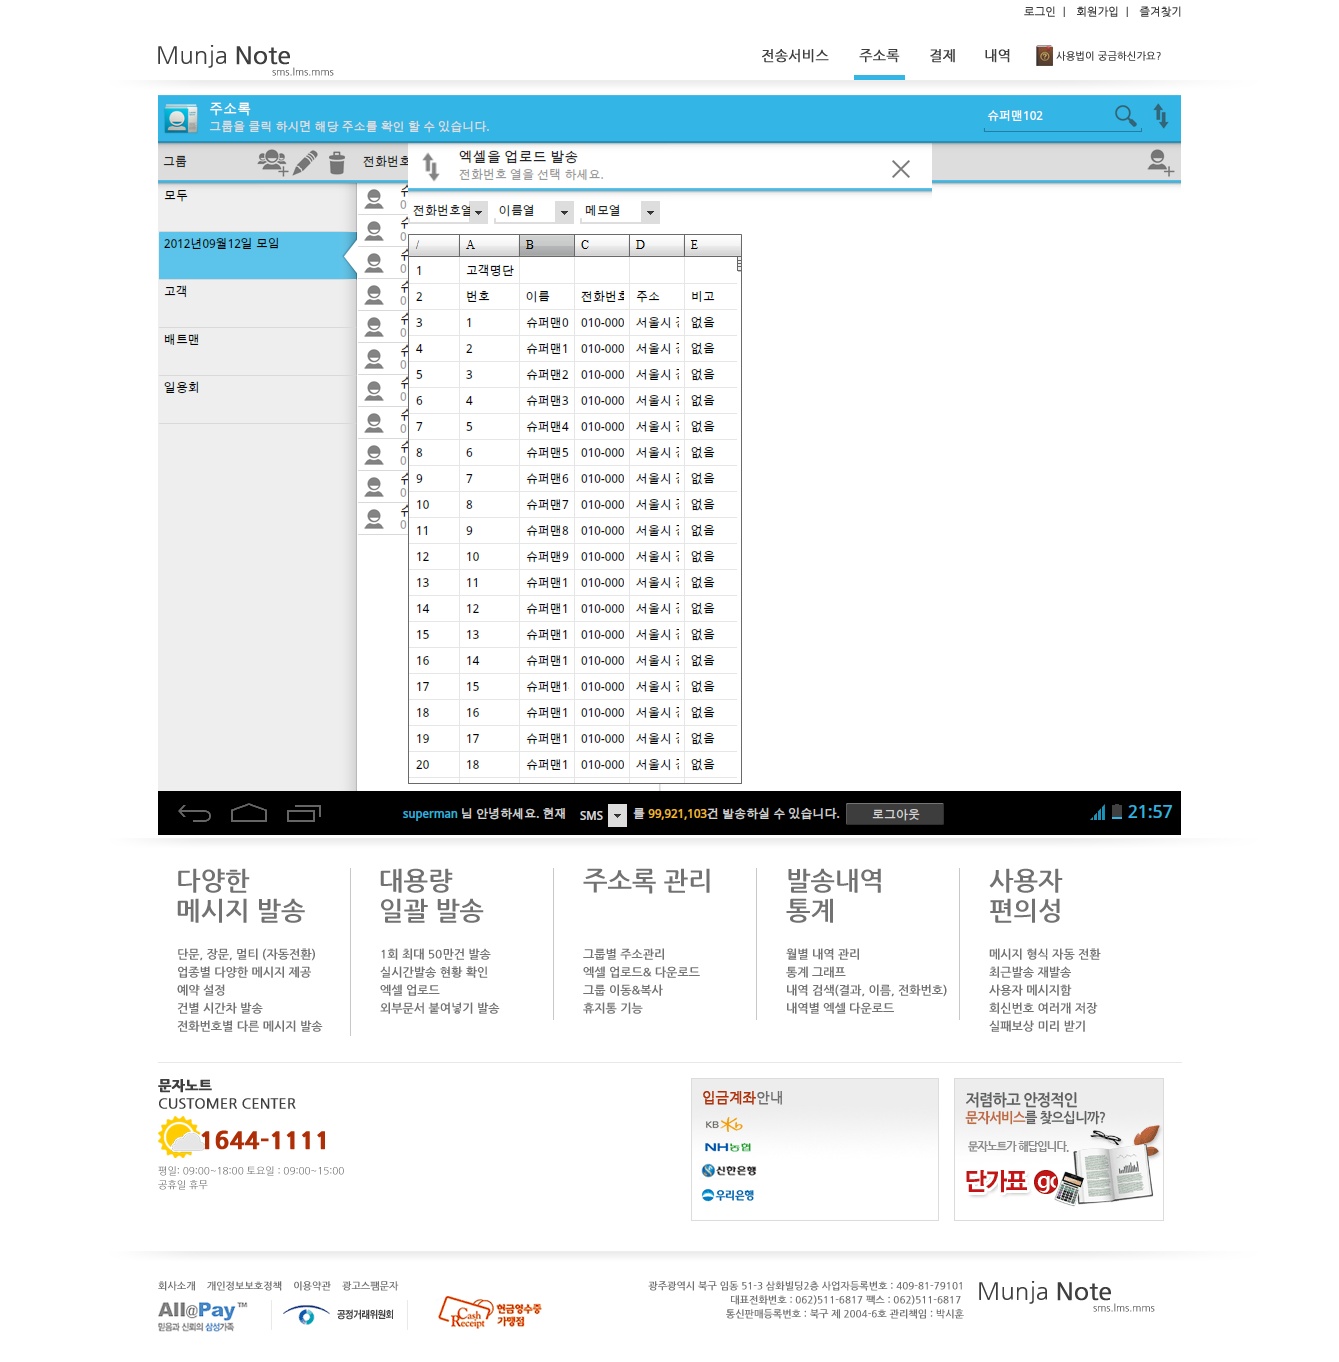 로그인 | 회원가입 | 즐겨찾기
Munja Note
sms.lms.mms
전송서비스 주소록 결제 내역 사용법이 궁금하신가요?
주소록
그룹을 클릭 하시면 해당 주소를 확인 할 수 있습니다.
슈퍼맨102
그룹 전화번호
엑셀을 업로드 발송
전화번호 열을 선택 하세요.
모두
2012년09월12일 모임
고객
배트맨
일용회
전화번호열 이름열 메모열
/ A B C D E
1 고객명단
2 번호 이름 전화번호 주소 비고
3 1 슈퍼맨0 010-000 서울시 없음
4 2 슈퍼맨1 010-000 서울시 없음
5 3 슈퍼맨2 010-000 서울시 없음
6 4 슈퍼맨3 010-000 서울시 없음
7 5 슈퍼맨4 010-000 서울시 없음
8 6 슈퍼맨5 010-000 서울시 없음
9 7 슈퍼맨6 010-000 서울시 없음
10 8 슈퍼맨7 010-000 서울시 없음
11 9 슈퍼맨8 010-000 서울시 없음
12 10 슈퍼맨9 010-000 서울시 없음
13 11 슈퍼맨1 010-000 서울시 없음
14 12 슈퍼맨1 010-000 서울시 없음
15 13 슈퍼맨1 010-000 서울시 없음
16 14 슈퍼맨1 010-000 서울시 없음
17 15 슈퍼맨1 010-000 서울시 없음
18 16 슈퍼맨1 010-000 서울시 없음
19 17 슈퍼맨1 010-000 서울시 없음
20 18 슈퍼맨1 010-000 서울시 없음
superman 님 안녕하세요. 현재 SMS 를 99,921,103건 발송하실 수 있습니다. 로그아웃 21:57
다양한
메시지 발송
단문, 장문, 멀티 (자동전환)
업종별 다양한 메시지 제공
예약 설정
건별 시간차 발송
전화번호별 다른 메시지 발송
대용량
일괄 발송
1회 최대 50만건 발송
실시간발송 현황 확인
엑셀 업로드
외부문서 붙여넣기 발송
주소록 관리
그룹별 주소관리
엑셀 업로드& 다운로드
그룹 이동&복사
휴지통 기능
발송내역
통계
월별 내역 관리
통계 그래프
내역 검색(결과, 이름, 전화번호)
내역별 엑셀 다운로드
사용자
편의성
메시지 형식 자동 전환
최근발송 재발송
사용자 메시지함
회신번호 여러개 저장
실패보상 미리 받기
문자노트
CUSTOMER CENTER
1644-1111
평일: 09:00~18:00 토요일 : 09:00~15:00
공휴일 휴무
입금계좌안내
KB
NH농협
신한은행
우리은행
저렴하고 안정적인
문자서비스를 찾으십니까?
문자노트가 해답입니다.
단가표 go
회사소개 개인정보보호정책 이용약관 광고스팸문자
All@Pay™
믿음과 신뢰의 삼성가족
공정거래위원회
Cash Receipt
현금영수증
가맹점
광주광역시 북구 임동 51-3 삼화빌딩2층 사업자등록번호 : 409-81-79101
대표전화번호 : 062)511-6817 팩스 : 062)511-6817
통신판매등록번호 : 북구 제 2004-6호 관리책임 : 박시훈
Munja Note
sms.lms.mms